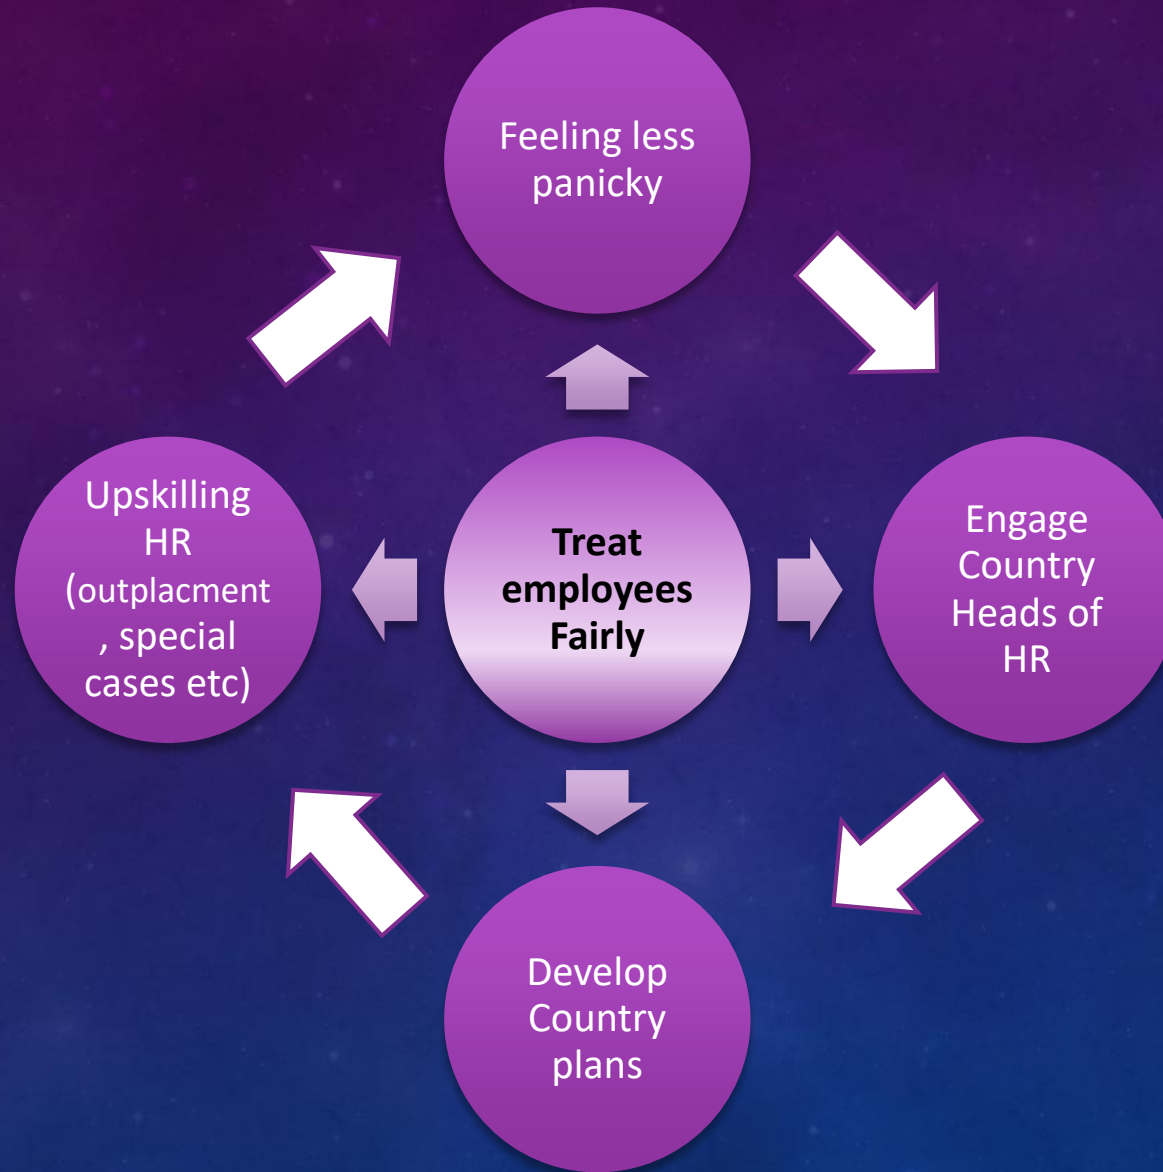 Feeling less
panicky
Upskilling
HR
(outplacment
, special
cases etc)
Treat
employees
Fairly
Engage
Country
Heads of
HR
Develop
Country
plans